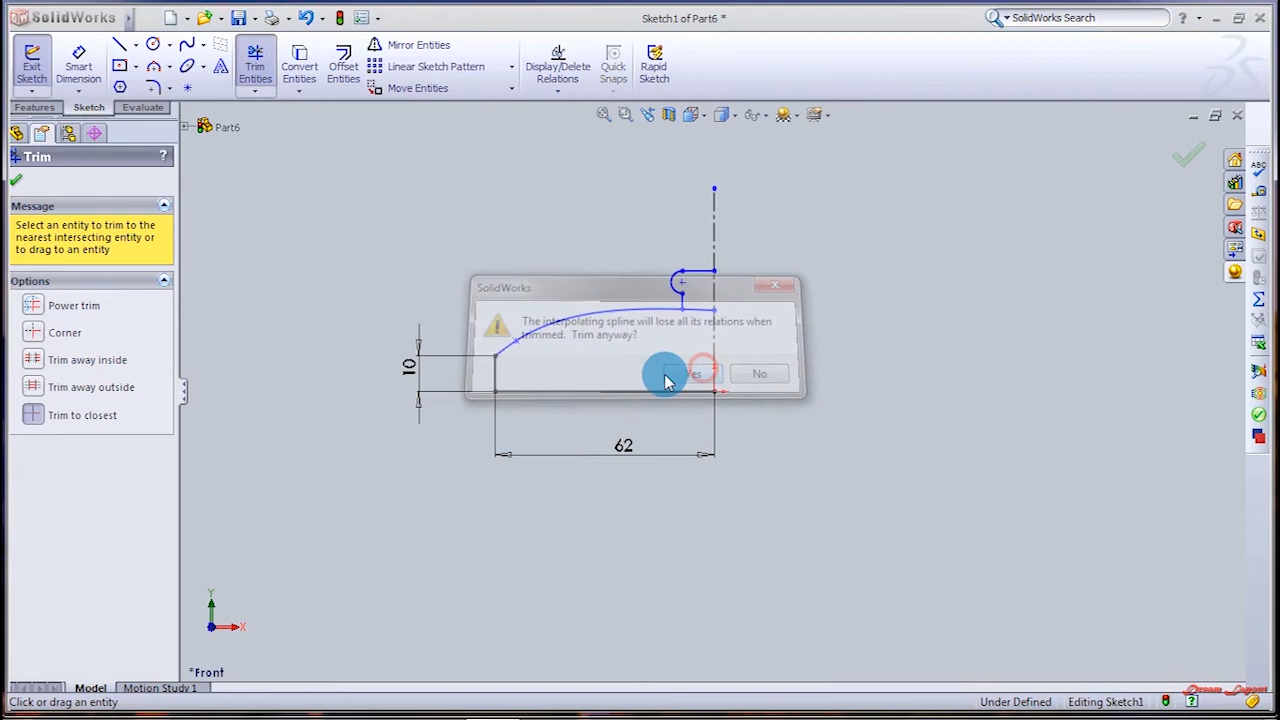 SolidWorks
Sketch1 of Part6 *
SolidWorks Search
Exit Sketch
Smart Dimension
Trim Entities
Convert Entities
Offset Entities
Mirror Entities
Linear Sketch Pattern
Move Entities
Display/Delete Relations
Quick Snaps
Rapid Sketch
Features
Sketch
Evaluate
Part6
Trim
?
Message
Select an entity to trim to the
nearest intersecting entity or
to drag to an entity
Options
Power trim
Corner
Trim away inside
Trim away outside
Trim to closest
SolidWorks
The interpolating spline will lose all its relations when
trimmed. Trim anyway?
Yes
No
10
62
Y
X
*Front
ABC
Model
Motion Study 1
Dream Layout
Click or drag an entity
Under Defined
Editing Sketch1